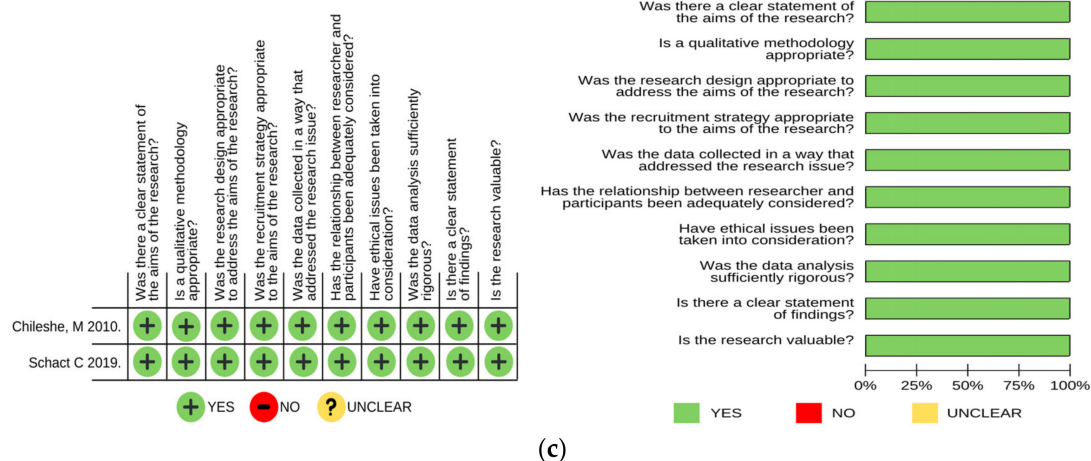 Was there a clear statement of
the aims of the research?
Is a qualitative methodology
appropriate?
Was the research design appropriate
to address the aims of the research?
Was the recruitment strategy appropriate
to the aims of the research?
Was the data collected in a way that
addressed the research issue?
Has the relationship between researcher and
participants been adequately considered?
Have ethical issues been taken into
consideration?
Was the data analysis sufficiently
rigorous?
Is there a clear statement
of findings?
Is the research valuable?
Chileshe, M 2010.
+ + + + + + + + + +
Schact C 2019.
+ + + + + + + + + +
+ YES - NO ? UNCLEAR
Was there a clear statement of
the aims of the research?
Is a qualitative methodology
appropriate?
Was the research design appropriate to
address the aims of the research?
Was the recruitment strategy appropriate
to the aims of the research?
Was the data collected in a way that
addressed the research issue?
Has the relationship between researcher and
participants been adequately considered?
Have ethical issues been
taken into consideration?
Was the data analysis
sufficiently rigorous?
Is there a clear statement
of findings?
Is the research valuable?
0% 25% 50% 75% 100%
YES NO UNCLEAR
(c)